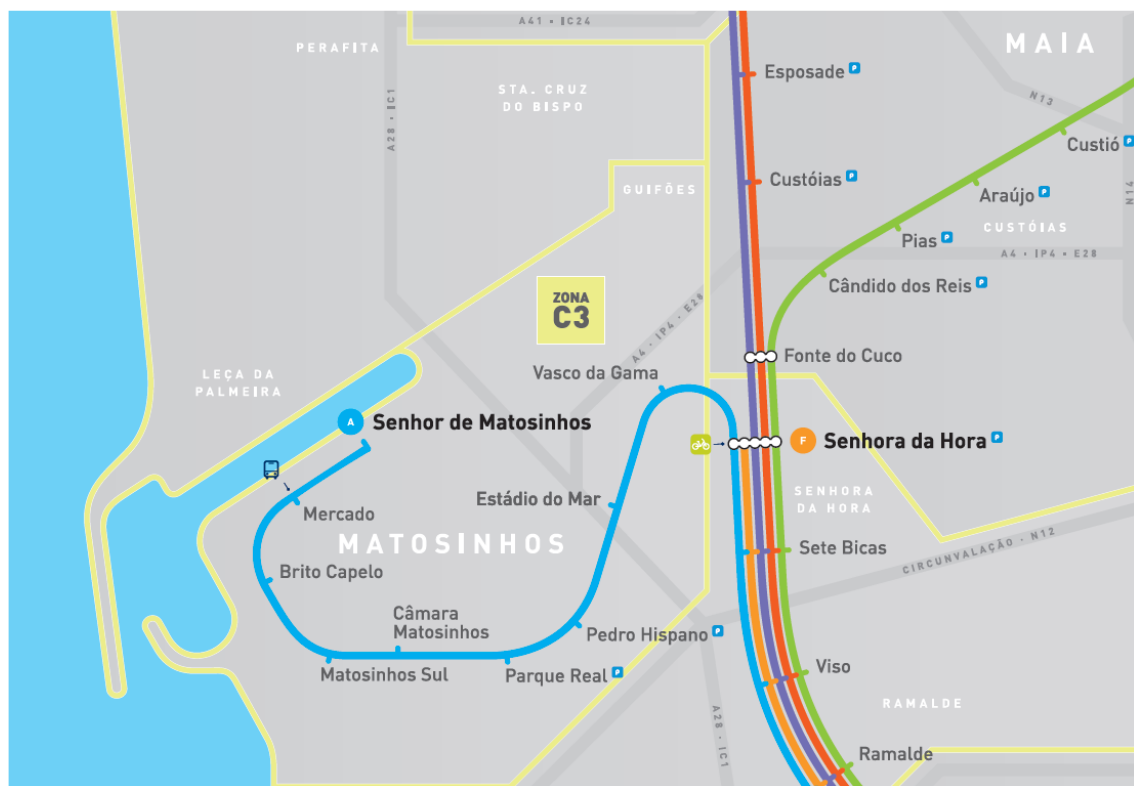 A41 • IC24
PERAFITA
MAIA
Esposade P
STA. CRUZ
DO BISPO
A28 • IC1
N13
Custió P
Custóias P
GUIFÕES
Araújo P
N14
CUSTÓIAS
Pias P
A4 • IP4 • E28
Cândido dos Reis P
ZONA
C3
A4 • IP4 • E28
Fonte do Cuco
Vasco da Gama
LEÇA DA
PALMEIRA
A Senhor de Matosinhos
F Senhora da Hora P
SENHORA
DA HORA
Estádio do Mar
Mercado
MATOSINHOS
Sete Bicas
CIRCUNVALAÇÃO - N12
Brito Capelo
Câmara
Matosinhos
Pedro Hispano P
Matosinhos Sul
Parque Real P
Viso
RAMALDE
A28 • IC1
Ramalde